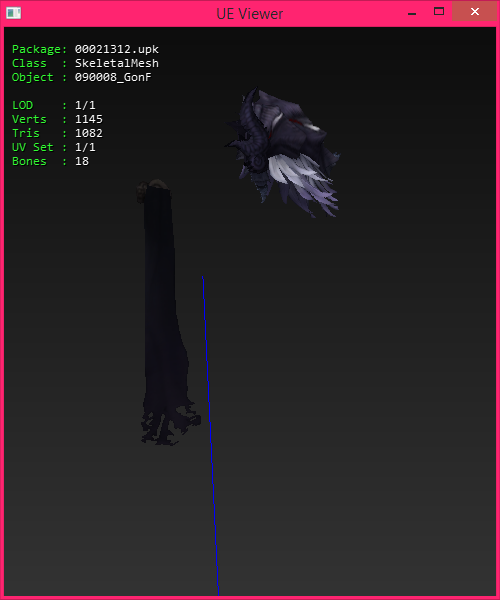 UE Viewer
Package: 00021312.upk
Class : SkeletalMesh
Object : 090008_GonF
LOD : 1/1
Verts : 1145
Tris : 1082
UV Set : 1/1
Bones : 18